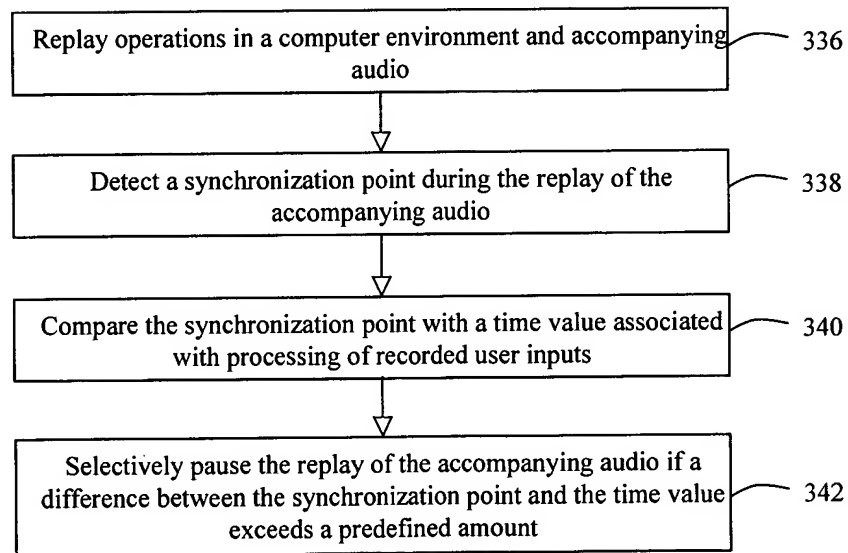 Replay operations in a computer environment and accompanying
audio
336
Detect a synchronization point during the replay of the
accompanying audio
338
Compare the synchronization point with a time value associated
with processing of recorded user inputs
340
Selectively pause the replay of the accompanying audio if a
difference between the synchronization point and the time value
exceeds a predefined amount
342